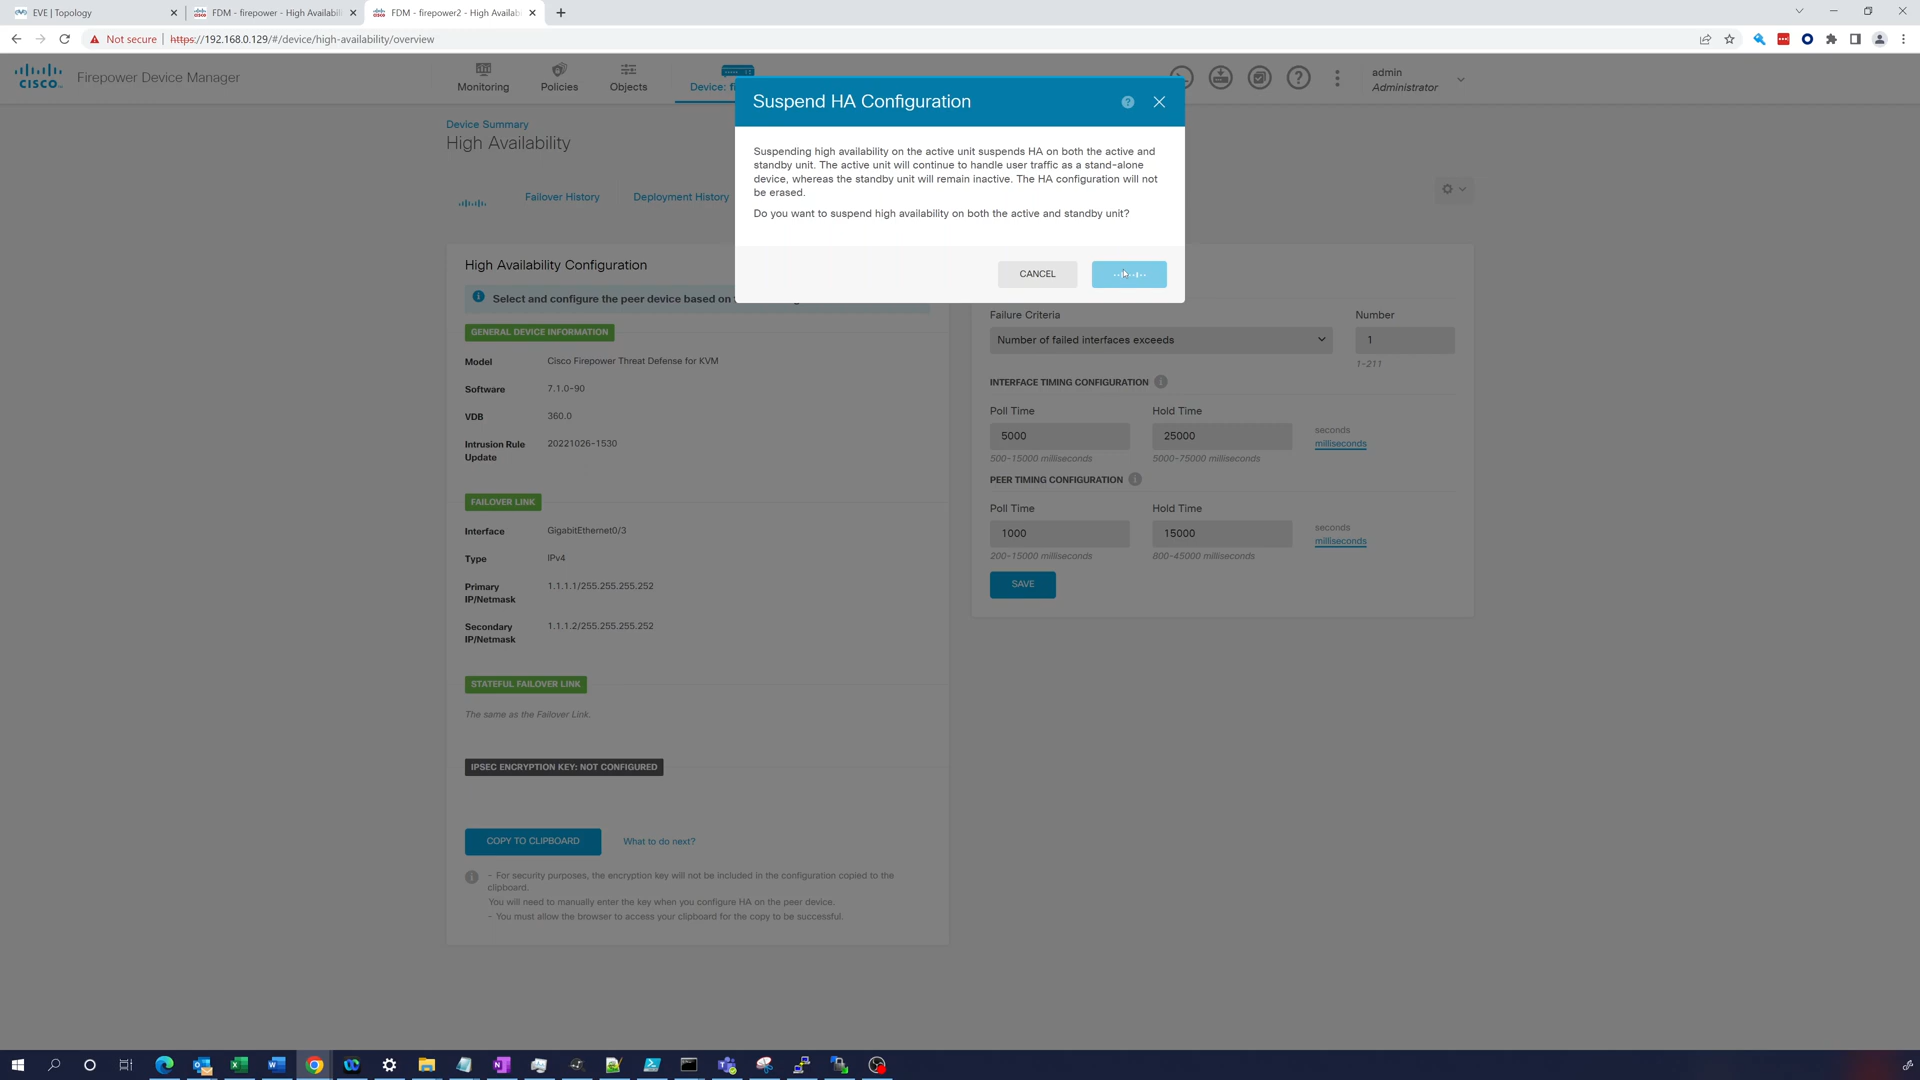 EVE | Topology
FDM - firepower - High Availabil
FDM - firepower2 - High Availab
Not secure
https://192.168.0.129/#/device/high-availability/overview
CISCO
Firepower Device Manager
Monitoring
Policies
Objects
Device: fi
admin
Administrator
Suspend HA Configuration
Suspending high availability on the active unit suspends HA on both the active and
standby unit. The active unit will continue to handle user traffic as a stand-alone
device, whereas the standby unit will remain inactive. The HA configuration will not
be erased.
Do you want to suspend high availability on both the active and standby unit?
CANCEL
Device Summary
High Availability
Failover History
Deployment History
High Availability Configuration
Select and configure the peer device based on
GENERAL DEVICE INFORMATION
Model
Cisco Firepower Threat Defense for KVM
Software
7.1.0-90
VDB
360.0
Intrusion Rule
Update
20221026-1530
FAILOVER LINK
Interface
GigabitEthernet0/3
Type
IPv4
Primary
IP/Netmask
1.1.1.1/255.255.255.252
Secondary
IP/Netmask
1.1.1.2/255.255.255.252
STATEFUL FAILOVER LINK
The same as the Failover Link.
IPSEC ENCRYPTION KEY: NOT CONFIGURED
COPY TO CLIPBOARD
What to do next?
- For security purposes, the encryption key will not be included in the configuration copied to the
clipboard.
You will need to manually enter the key when you configure HA on the peer device.
- You must allow the browser to access your clipboard for the copy to be successful.
Failure Criteria
Number
Number of failed interfaces exceeds
1
1-211
INTERFACE TIMING CONFIGURATION
Poll Time
Hold Time
5000
25000
seconds
milliseconds
500-15000 milliseconds
5000-75000 milliseconds
PEER TIMING CONFIGURATION
Poll Time
Hold Time
1000
15000
seconds
milliseconds
200-15000 milliseconds
800-45000 milliseconds
SAVE